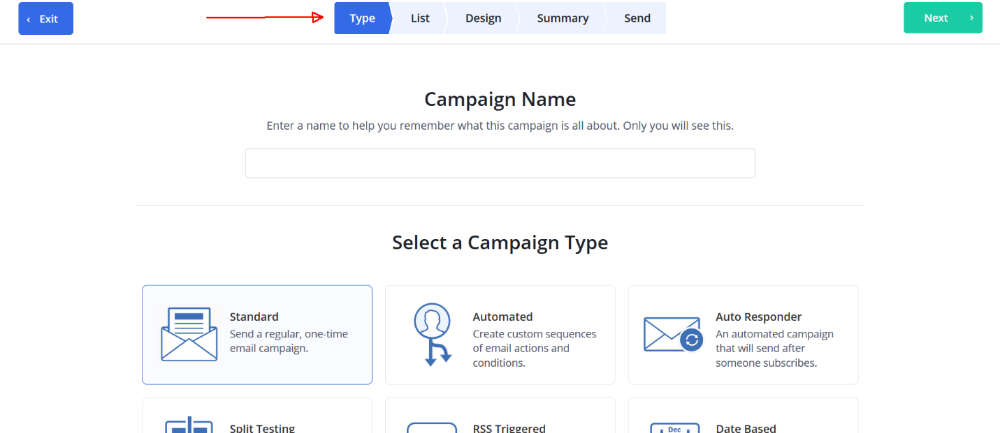 ‹ Exit
Type List Design Summary Send
Next ›
Campaign Name
Enter a name to help you remember what this campaign is all about. Only you will see this.
Select a Campaign Type
Standard
Send a regular, one-time
email campaign.
Automated
Create custom sequences
of email actions and
conditions.
Auto Responder
An automated campaign
that will send after
someone subscribes.
Split Testing
RSS Triggered
Dec
Date Based